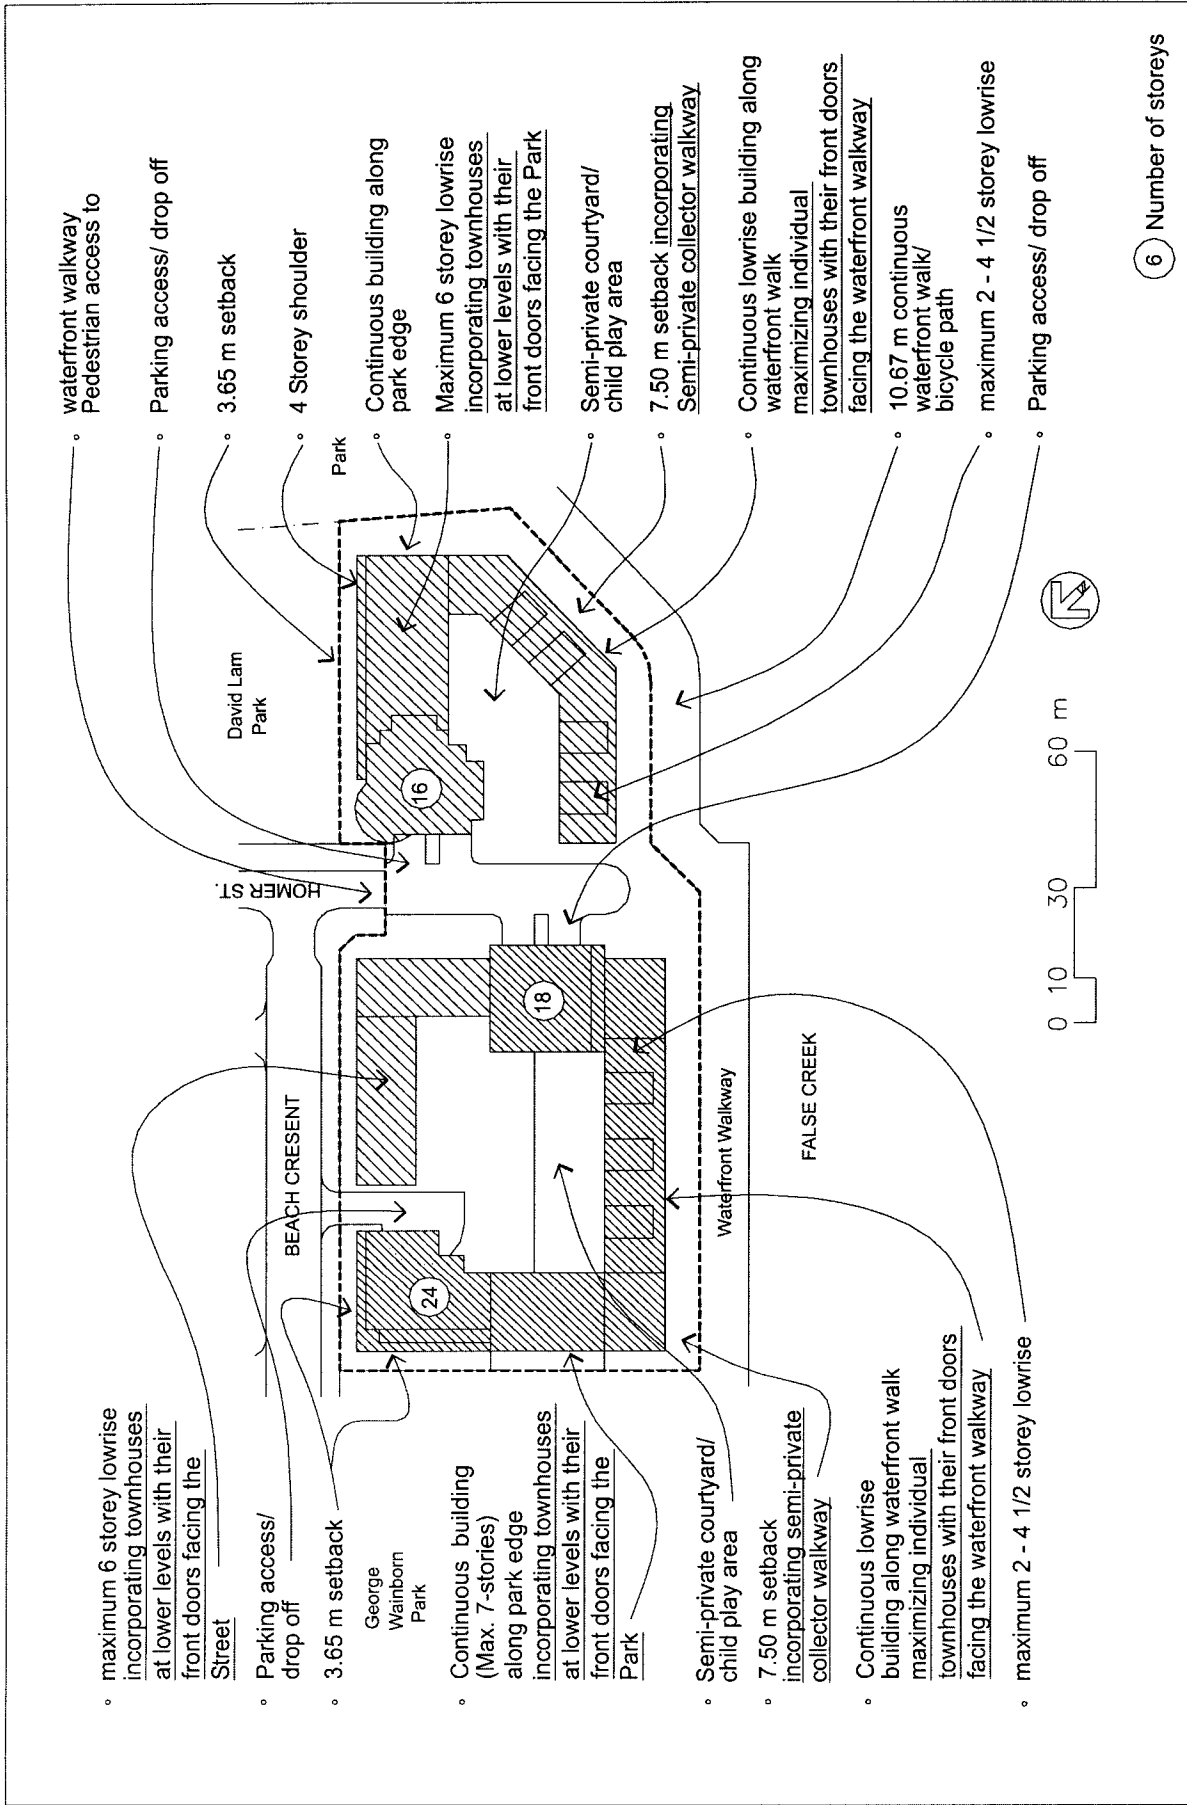 ° maximum 6 storey lowrise
incorporating townhouses
at lower levels with their
front doors facing the
Street
° Parking access/
drop off
° 3.65 m setback
George
Wainborn
Park
° Continuous building
(Max. 7-stories)
along park edge
incorporating townhouses
at lower levels with their
front doors facing the
Park
° Semi-private courtyard/
child play area
° 7.50 m setback
incorporating semi-private
collector walkway
° Continuous lowrise
building along waterfront walk
maximizing individual
townhouses with their front doors
facing the waterfront walkway
° maximum 2 - 4 1/2 storey lowrise
BEACH CRESENT
HOMER ST.
David Lam
Park
Park
24
18
16
Waterfront Walkway
FALSE CREEK
° waterfront walkway
Pedestrian access to
° Parking access/ drop off
° 3.65 m setback
° 4 Storey shoulder
° Continuous building along
park edge
° Maximum 6 storey lowrise
incorporating townhouses
at lower levels with their
front doors facing the Park
° Semi-private courtyard/
child play area
° 7.50 m setback incorporating
Semi-private collector walkway
° Continuous lowrise building along
waterfront walk
maximizing individual
townhouses with their front doors
facing the waterfront walkway
° 10.67 m continuous
waterfront walk/
bicycle path
° maximum 2 - 4 1/2 storey lowrise
° Parking access/ drop off
0 10 30 60 m
N
6 Number of storeys